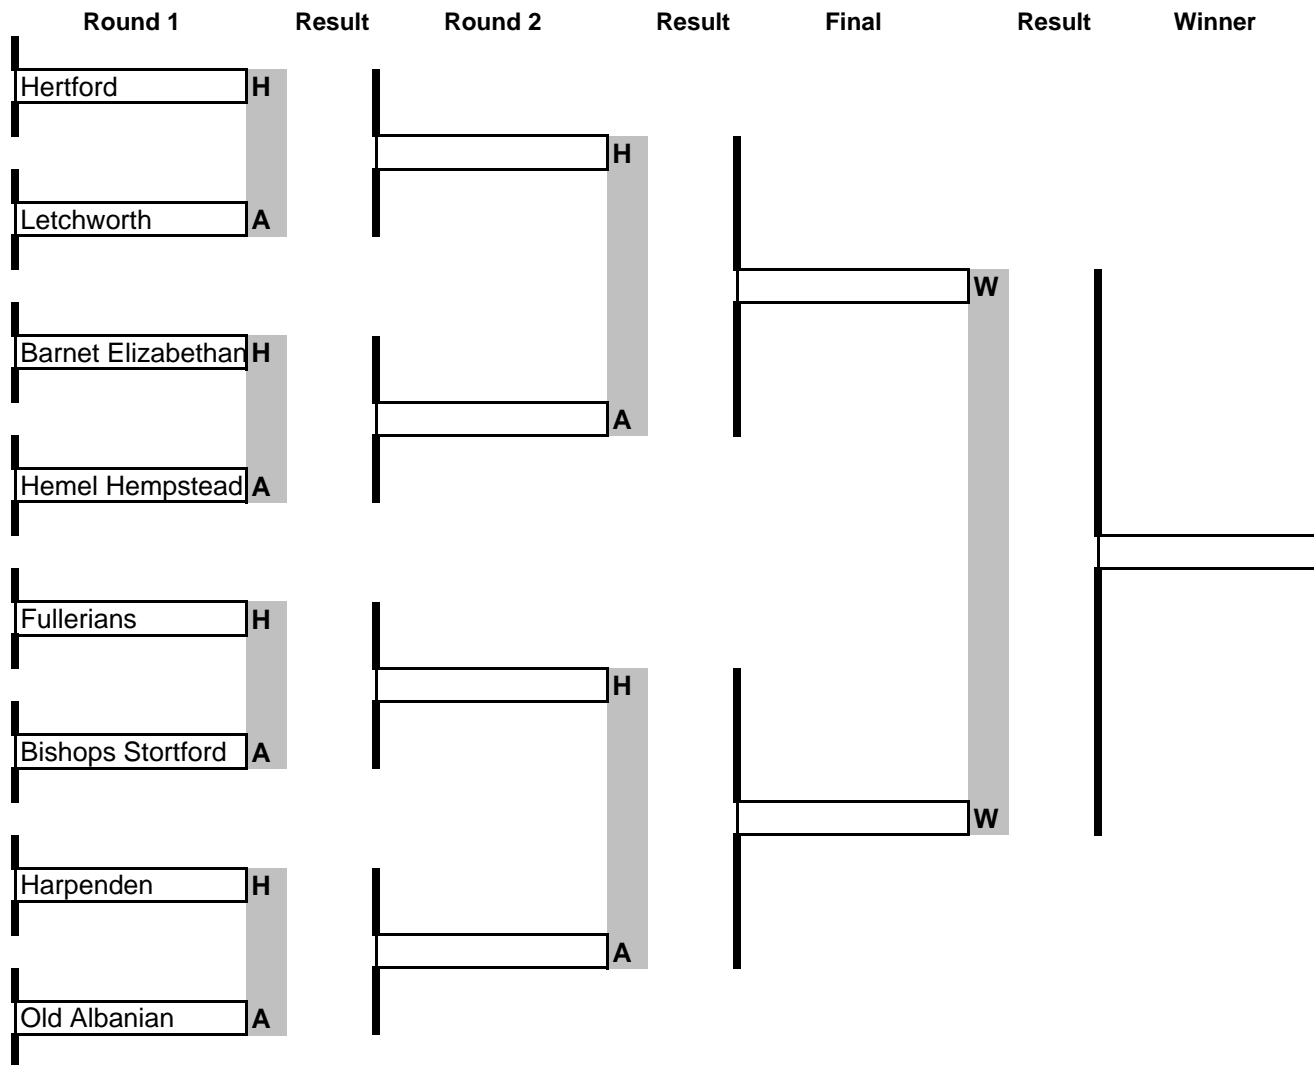 Round 1 Result Round 2 Result Final Result Winner
Hertford H
H
Letchworth A
W
Barnet Elizabethan H
A
Hemel Hempstead A
Fullerians H
H
Bishops Stortford A
W
Harpenden H
A
Old Albanian A